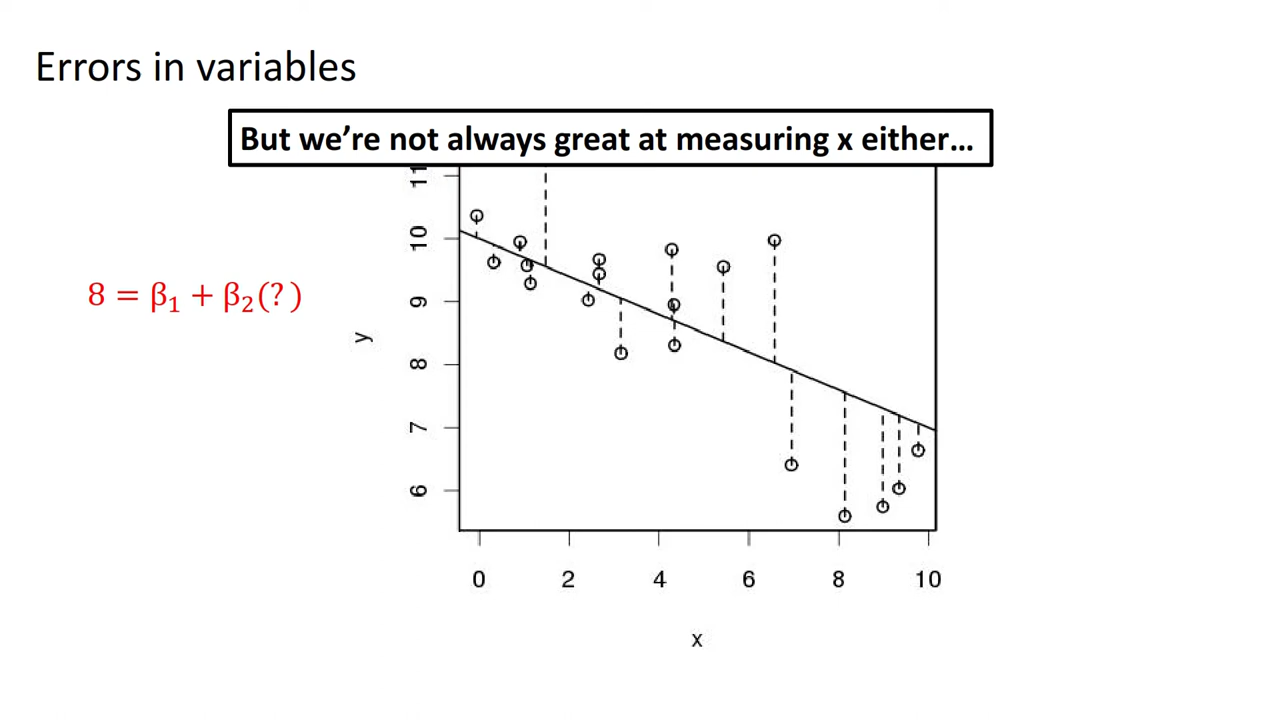 Errors in variables
But we're not always great at measuring x either…
11
10
9
8
7
6
8 = β₁ + β₂(?)
y
0 2 4 6 8 10
x